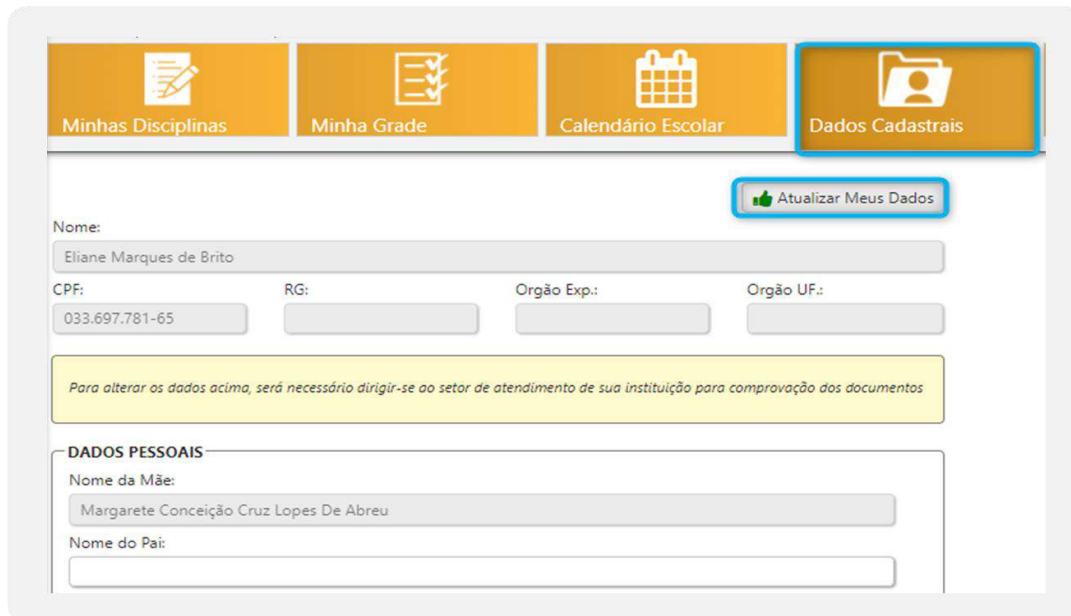 Minhas Disciplinas
Minha Grade
Calendário Escolar
Dados Cadastrais
Atualizar Meus Dados
Nome:
Eliane Marques de Brito
CPF: RG: Orgão Exp.: Orgão UF.:
033.697.781-65
Para alterar os dados acima, será necessário dirigir-se ao setor de atendimento de sua instituição para comprovação dos documentos
DADOS PESSOAIS
Nome da Mãe:
Margarete Conceição Cruz Lopes De Abreu
Nome do Pai: